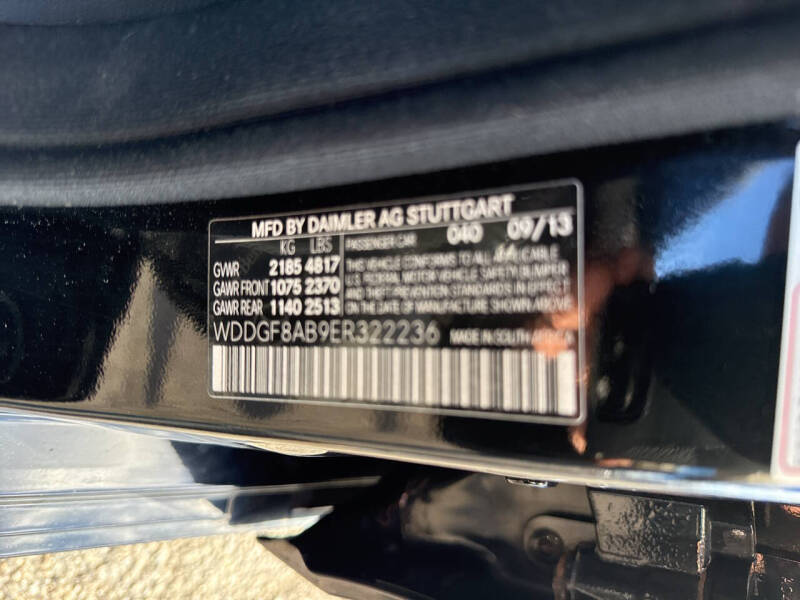 MFD BY DAIMLER AG STUTTGART
KG LBS PASSENGER CAR 040 09/13
GVWR 2185 4817 THIS VEHICLE CONFORMS TO ALL
GAWR FRONT 1075 2370 U.S. FEDERAL MOTOR VEHICLE SAFETY BUMPER
GAWR REAR 1140 2513 AND THEFT PREVENTION STANDARDS IN EFFECT
ON THE DATE OF MANUFACTURE SHOWN ABOVE
WDDGF8AB9ER322236 MADE IN SOUTH AFRICA